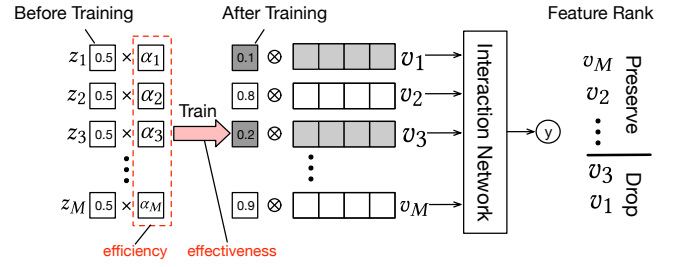 Before Training
After Training
Feature Rank
z1 0.5 × α1
0.1 ⊗ v1
z2 0.5 × α2
0.8 ⊗ v2
z3 0.5 × α3
0.2 ⊗ v3
zM 0.5 × αM
0.9 ⊗ vM
Train
efficiency
effectiveness
Interaction Network
y
vM
v2
Preserve
v3
v1
Drop